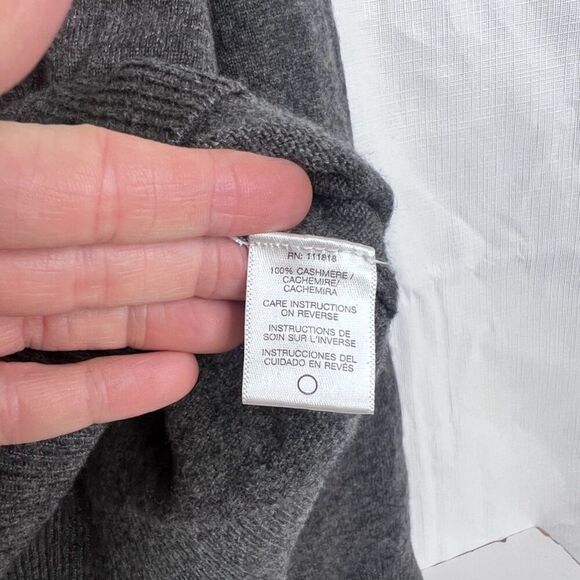 RN: 111818
100% CASHMERE /
CACHEMIRE/
CACHEMIRA
CARE INSTRUCTIONS
ON REVERSE
INSTRUCTIONS DE
SOIN SUR L'INVERSE
INSTRUCCIONES DEL
CUIDADO EN REVÉS